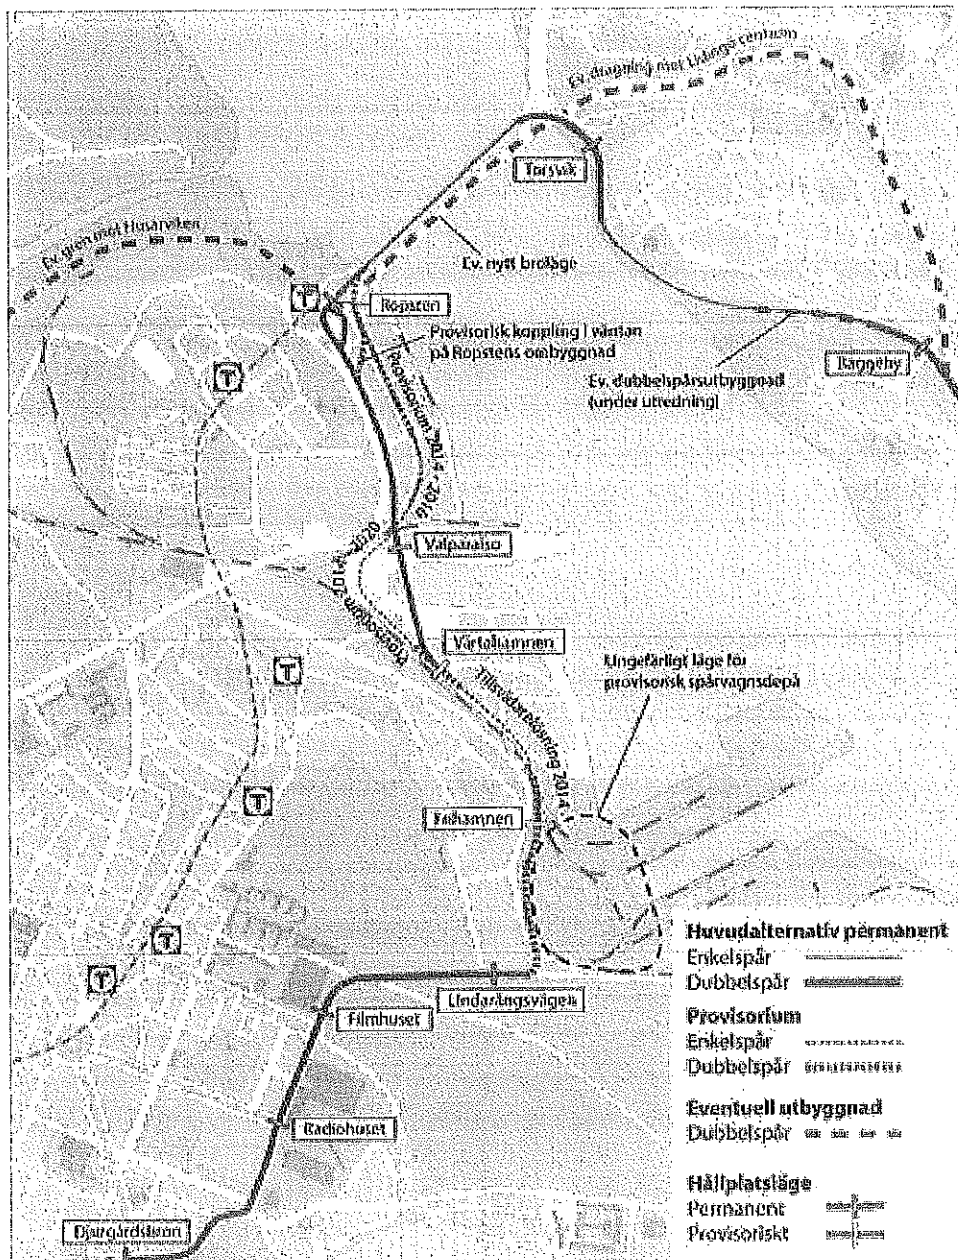 Ev. dragning mot Lidingö centrum
Torsvik
Ev. gren mot Husarviken
Ev. nytt broläge
T
Ropsten
Provisorisk koppling i väntan
på Ropstens ombyggnad
T
Ev. dubbelspårsutbyggnad
(under utredning)
Baggeby
Provisorium 2014-2016
Valparaiso
Provisorium 2014-2020
Värtahamnen
Ungefärligt läge för
provisorisk spårvagnsdepå
T
Tillsvidarelösning 2014-?
T
Frihamnen
T
T
Huvudalternativ permanent
Enkelspår
Dubbelspår
Lindarängsvägen
Filmhuset
Provisorium
Enkelspår
Dubbelspår
Radiohuset
Eventuell utbyggnad
Dubbelspår
Hållplatsläge
Permanent
Provisoriskt
Djurgårdsbron